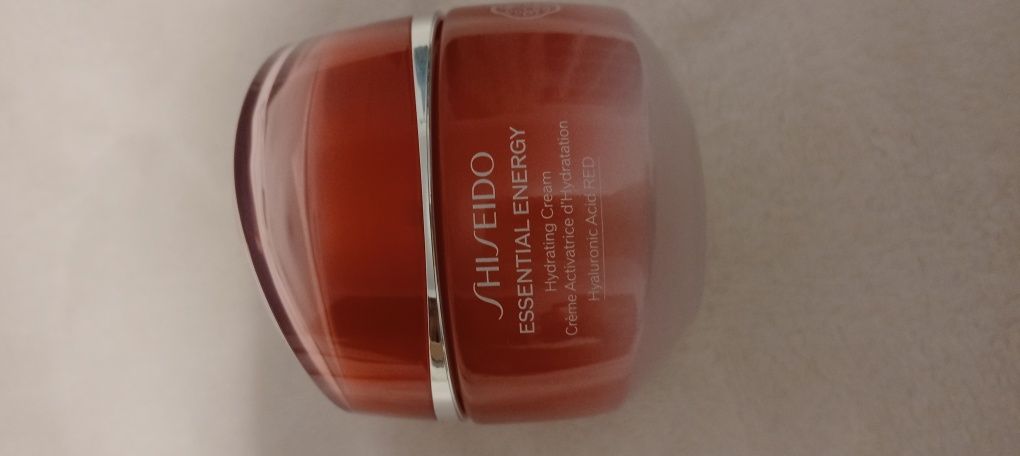 SHISEIDO
ESSENTIAL ENERGY
Hydrating Cream
Crème Activatrice d'Hydratation
Hyaluronic Acid RED